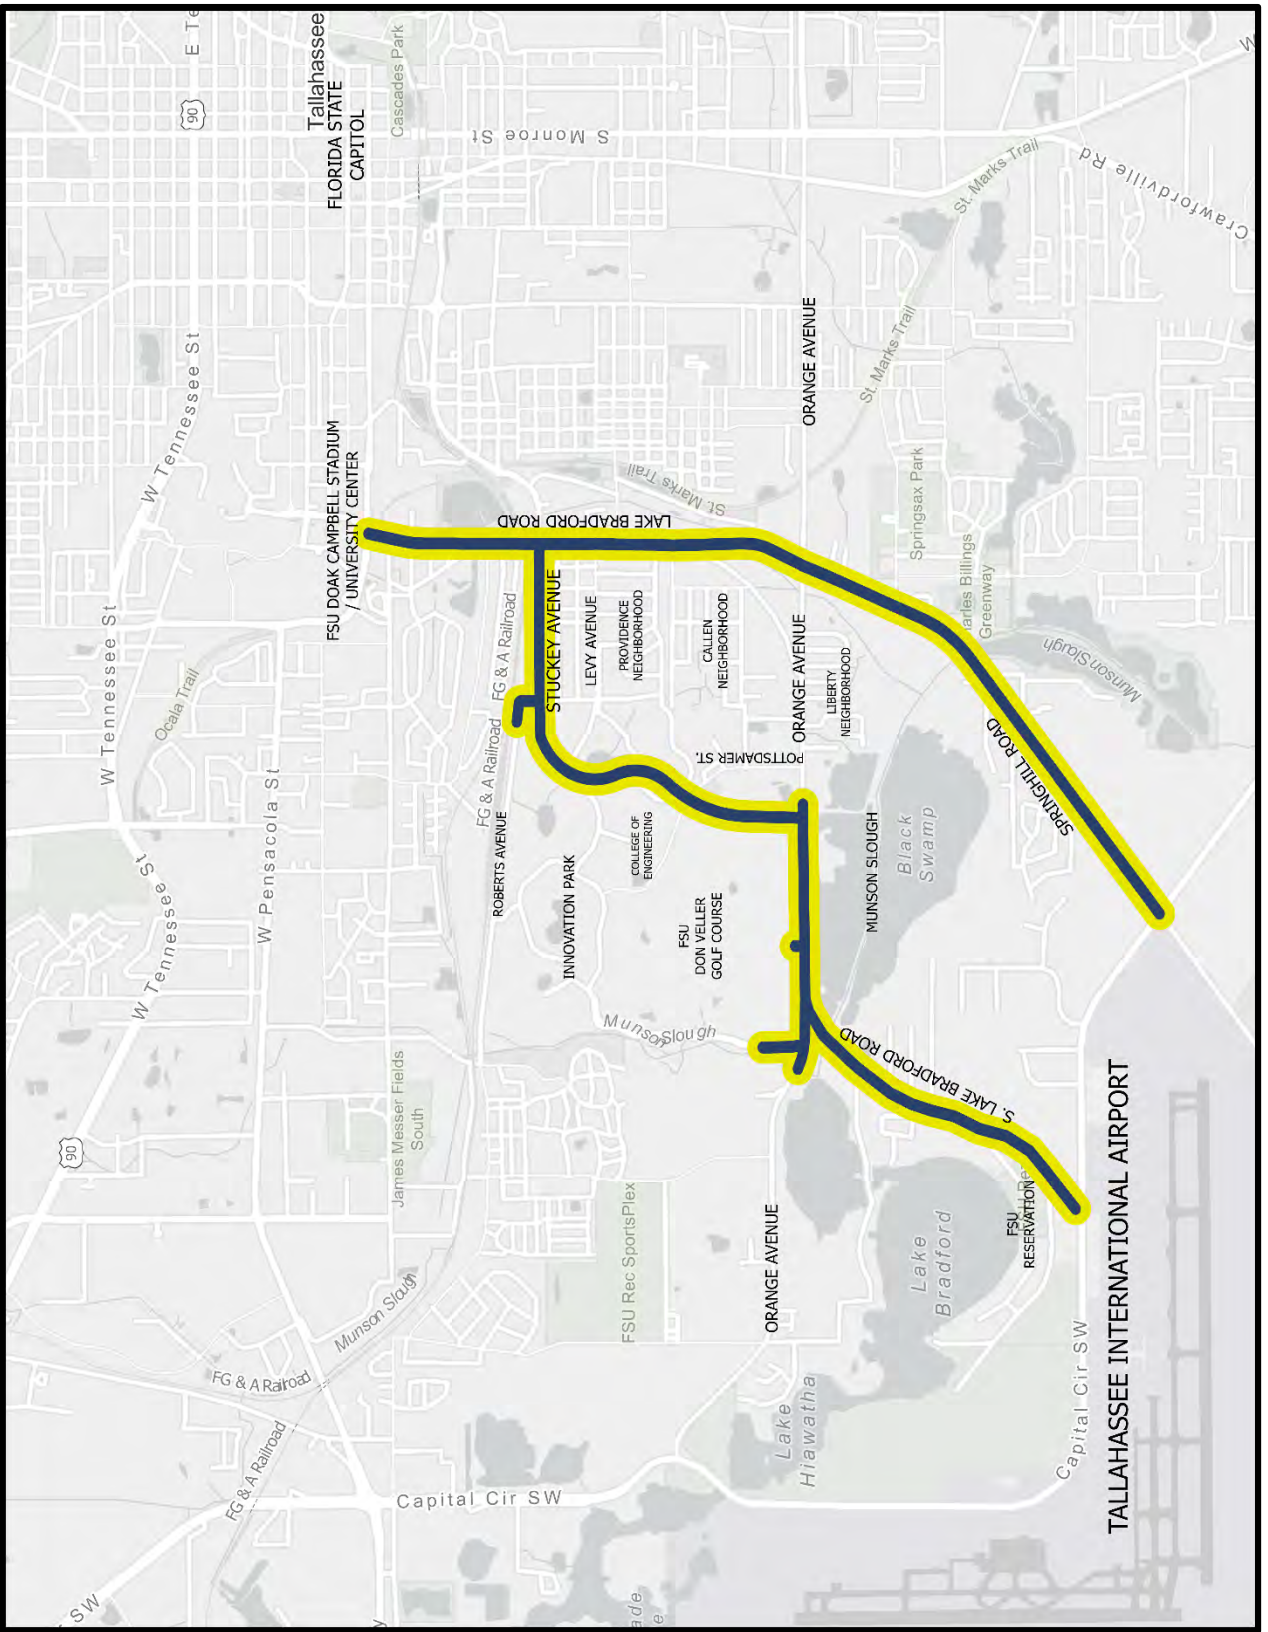 90
E Te
Tallahassee
FLORIDA STATE
CAPITOL
Cascades Park
S Monroe St
St. Marks Trail
Crawfordville Rd
W Tennessee St
FSU DOAK CAMPBELL STADIUM
/ UNIVERSITY CENTER
LAKE BRADFORD ROAD
St. Marks Trail
ORANGE AVENUE
St. Marks Trail
Springsax Park
arles Billings
Greenway
Munson Slough
W Tennessee St
Ocala Trail
FG & A Railroad
FG & A Railroad
STUCKEY AVENUE
LEVY AVENUE
PROVIDENCE
NEIGHBORHOOD
CALLEN
NEIGHBORHOOD
ORANGE AVENUE
LIBERTY
NEIGHBORHOOD
POTTSDAMER ST.
SPRINGHILL ROAD
W Pensacola St
W Tennessee St
ROBERTS AVENUE
INNOVATION PARK
COLLEGE OF
ENGINEERING
FSU
DON VELLER
GOLF COURSE
MUNSON SLOUGH
Black
Swamp
Munson Slough
S. LAKE BRADFORD ROAD
90
James Messer Fields
South
FSU Rec SportsPlex
ORANGE AVENUE
Lake
Bradford
FSU
RESERVATION
TALLAHASSEE INTERNATIONAL AIRPORT
Munson Slough
FG & A Railroad
FG & A Railroad
Capital Cir SW
Lake
Hiawatha
Capital Cir SW
SW
ade